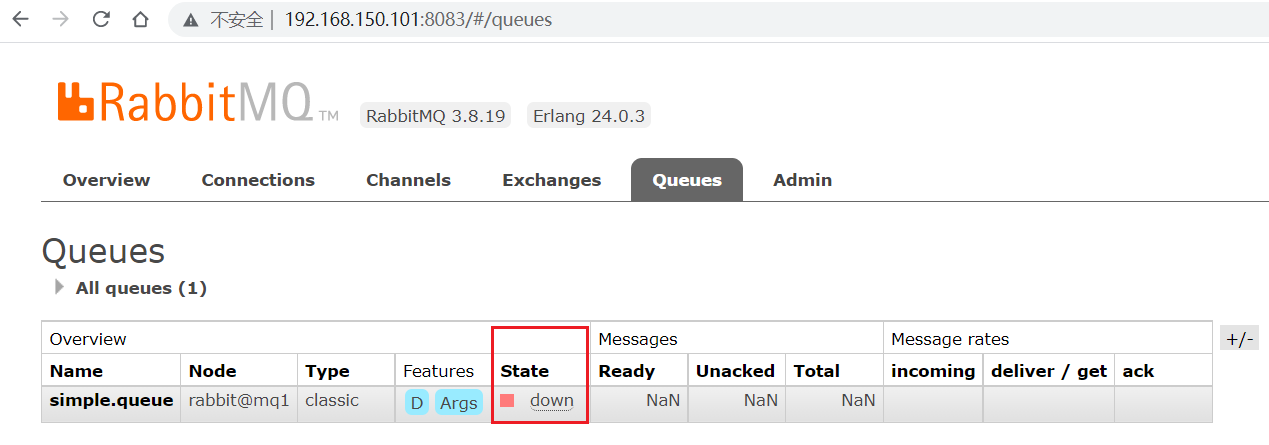 不安全 | 192.168.150.101:8083/#/queues
RabbitMQ TM RabbitMQ 3.8.19 Erlang 24.0.3
Overview Connections Channels Exchanges Queues Admin
Queues
All queues (1)
Overview Messages Message rates +/-
Name Node Type Features State Ready Unacked Total incoming deliver / get ack
simple.queue rabbit@mq1 classic D Args down NaN NaN NaN